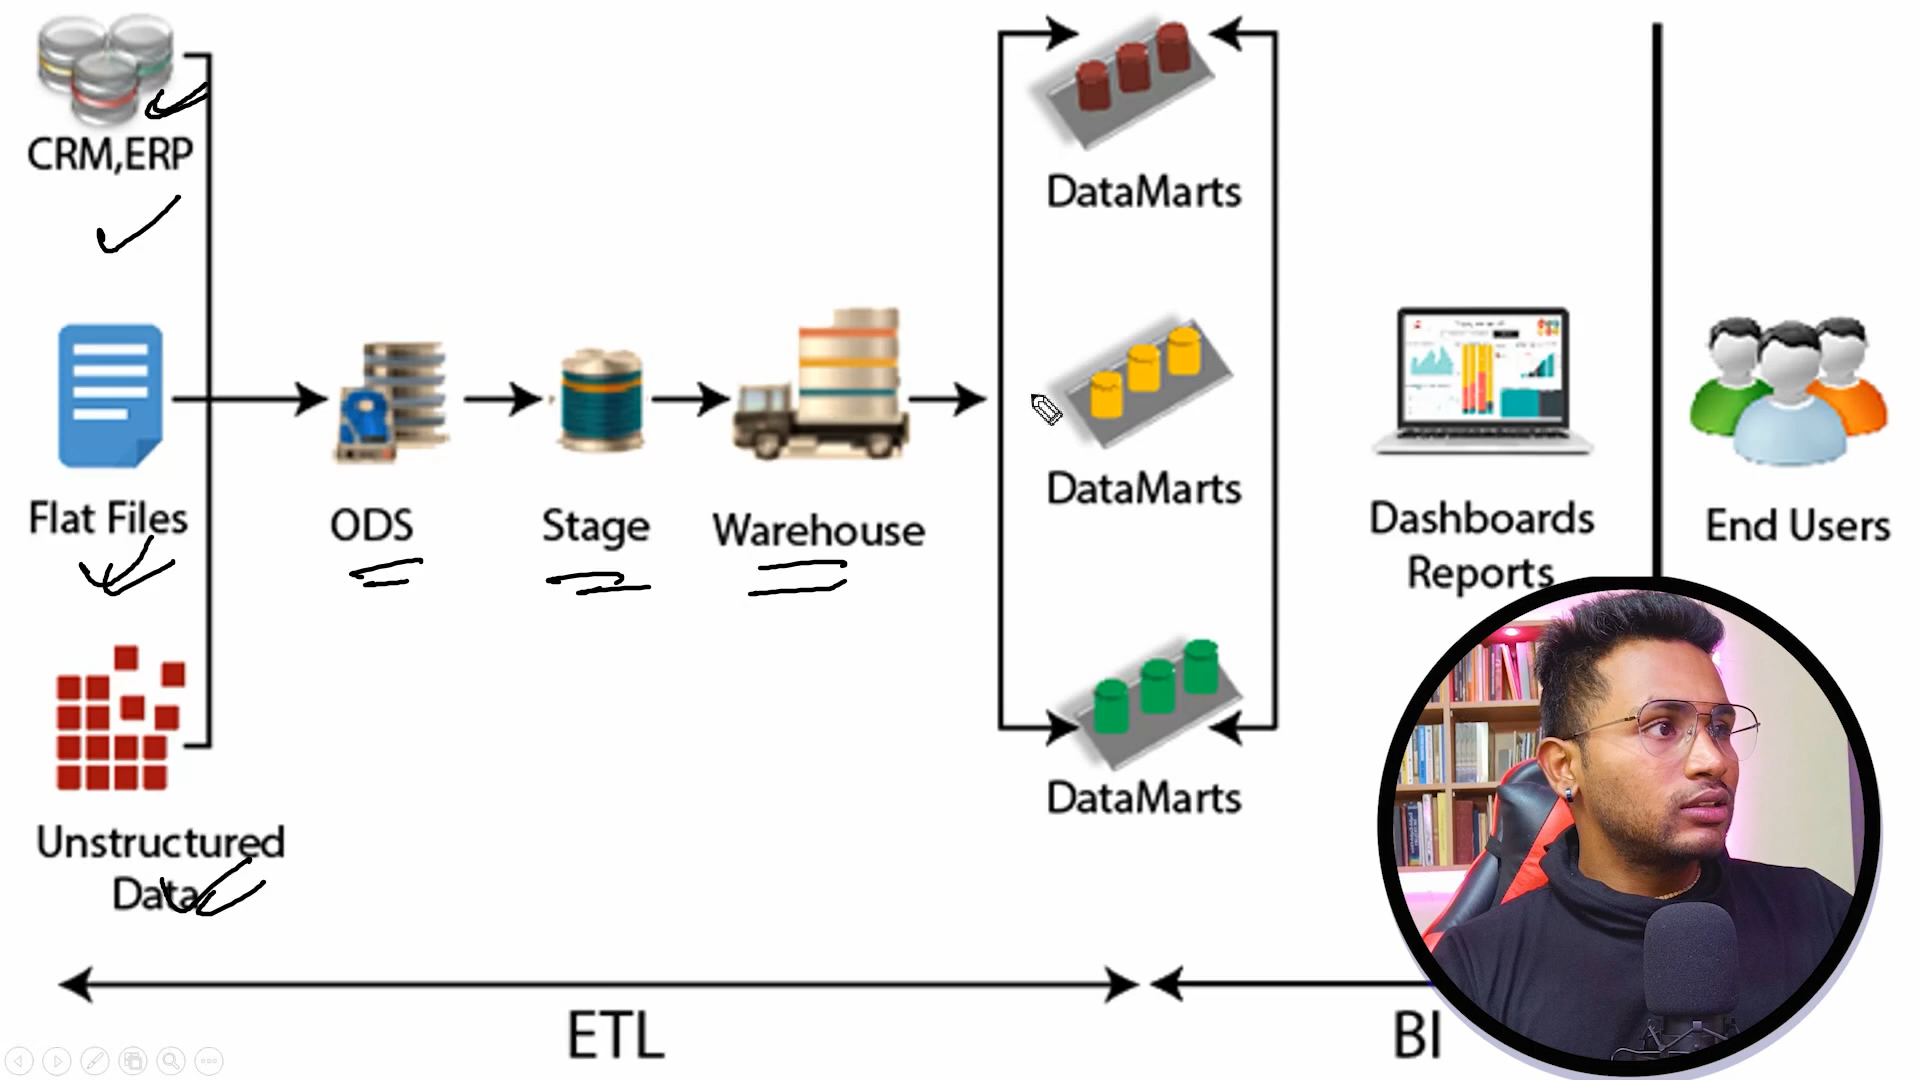 CRM,ERP
Flat Files
Unstructured
Data
ODS
Stage
Warehouse
DataMarts
DataMarts
DataMarts
Dashboards
Reports
End Users
ETL
BI